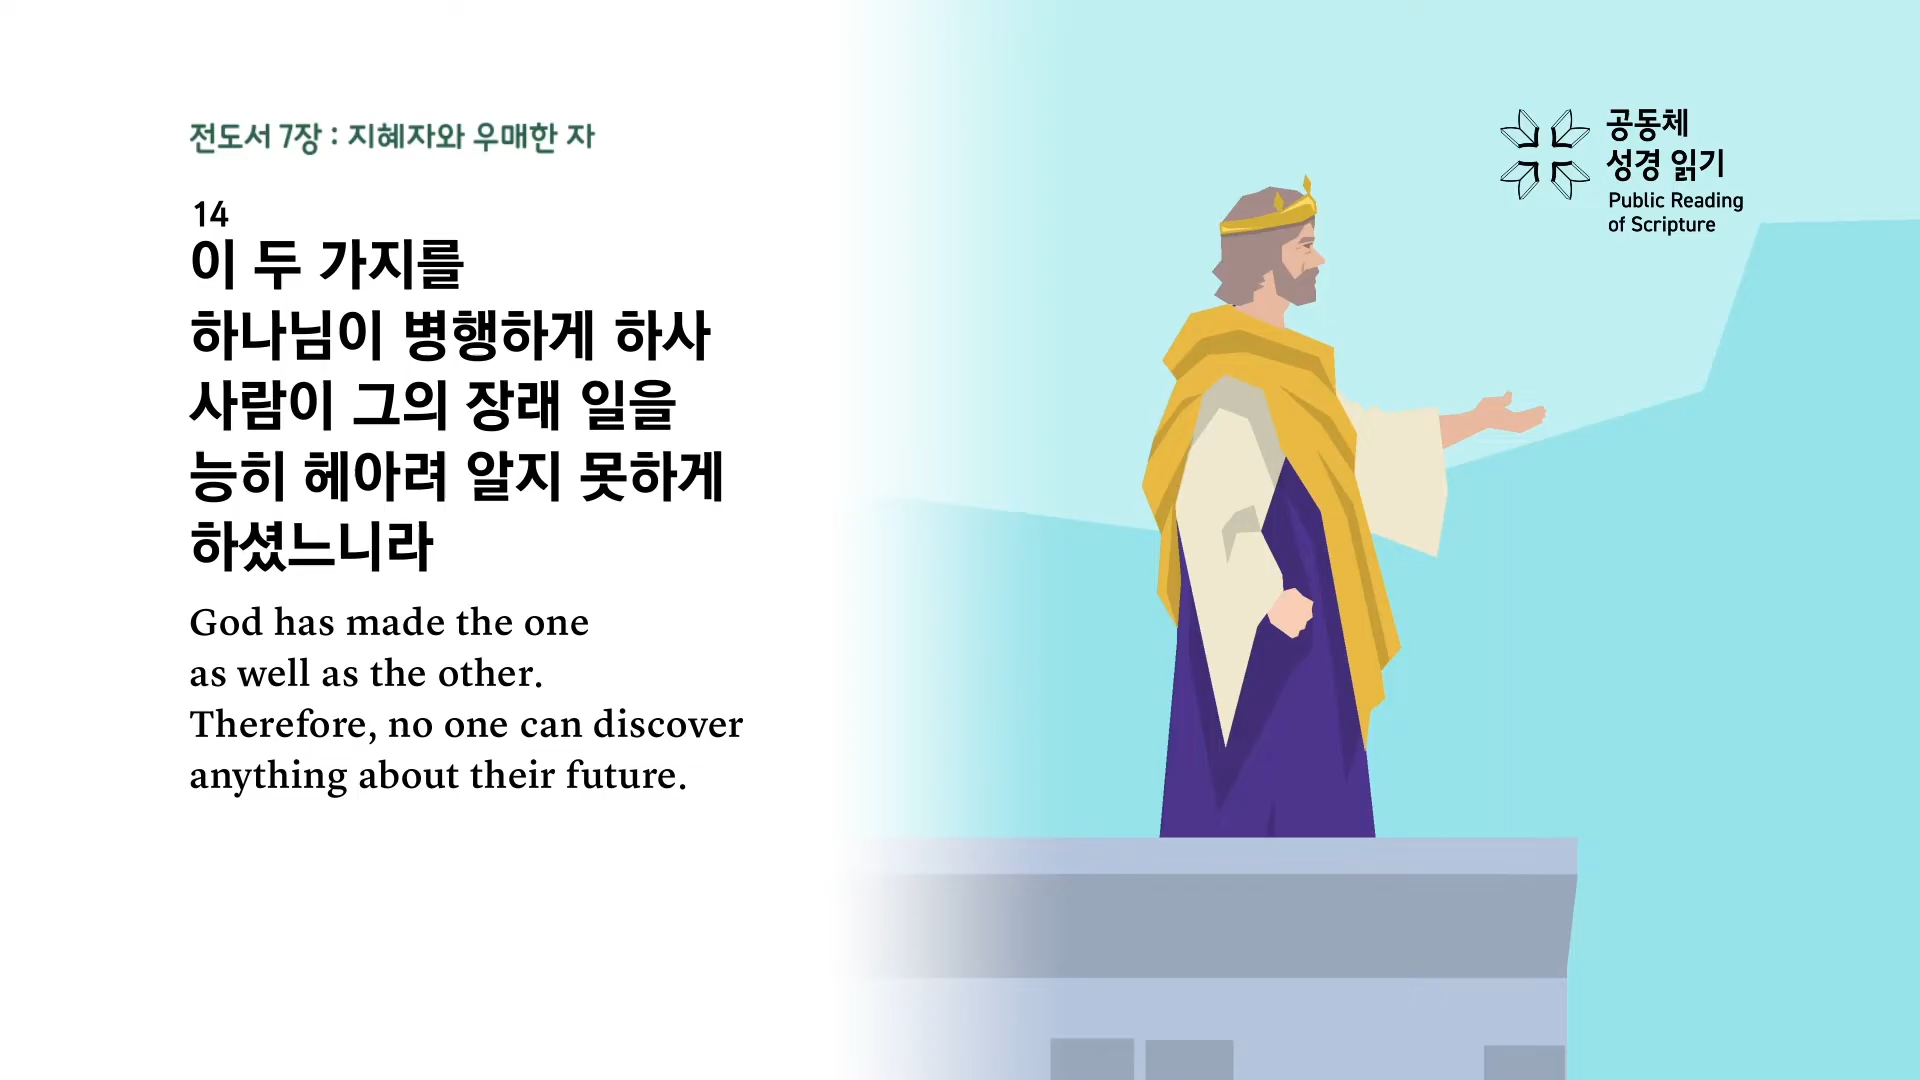 전도서 7장 : 지혜자와 우매한 자
14
이 두 가지를
하나님이 병행하게 하사
사람이 그의 장래 일을
능히 헤아려 알지 못하게
하셨느니라
God has made the one
as well as the other.
Therefore, no one can discover
anything about their future.
공동체
성경 읽기
Public Reading
of Scripture